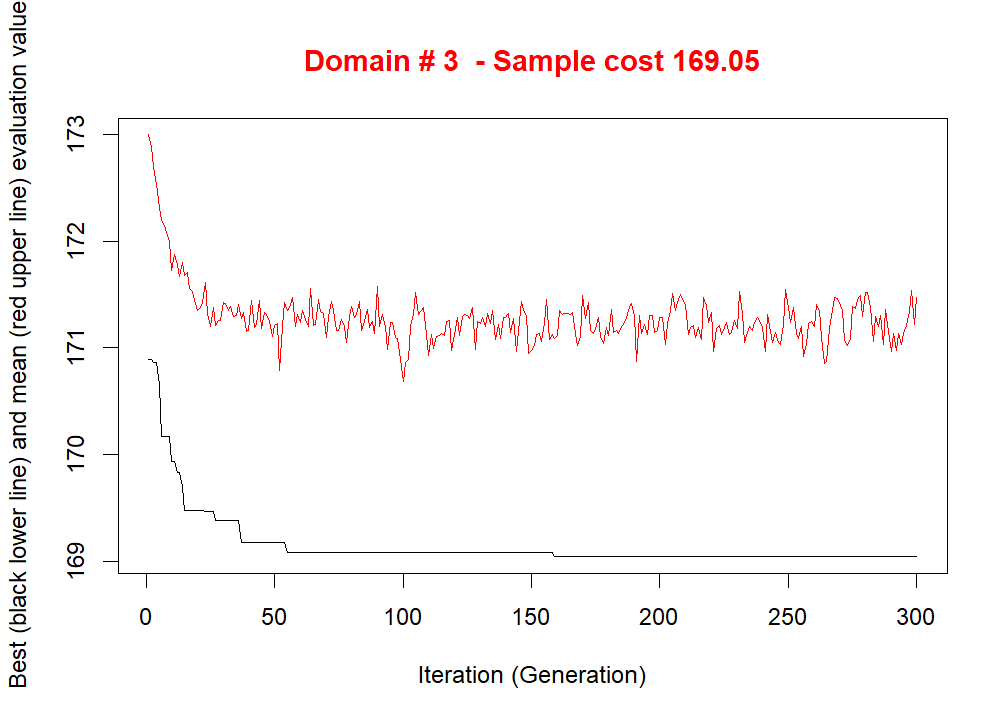 Domain # 3  - Sample cost 169.05
Best (black lower line) and mean (red upper line) evaluation value
173
172
171
170
169
0 50 100 150 200 250 300
Iteration (Generation)